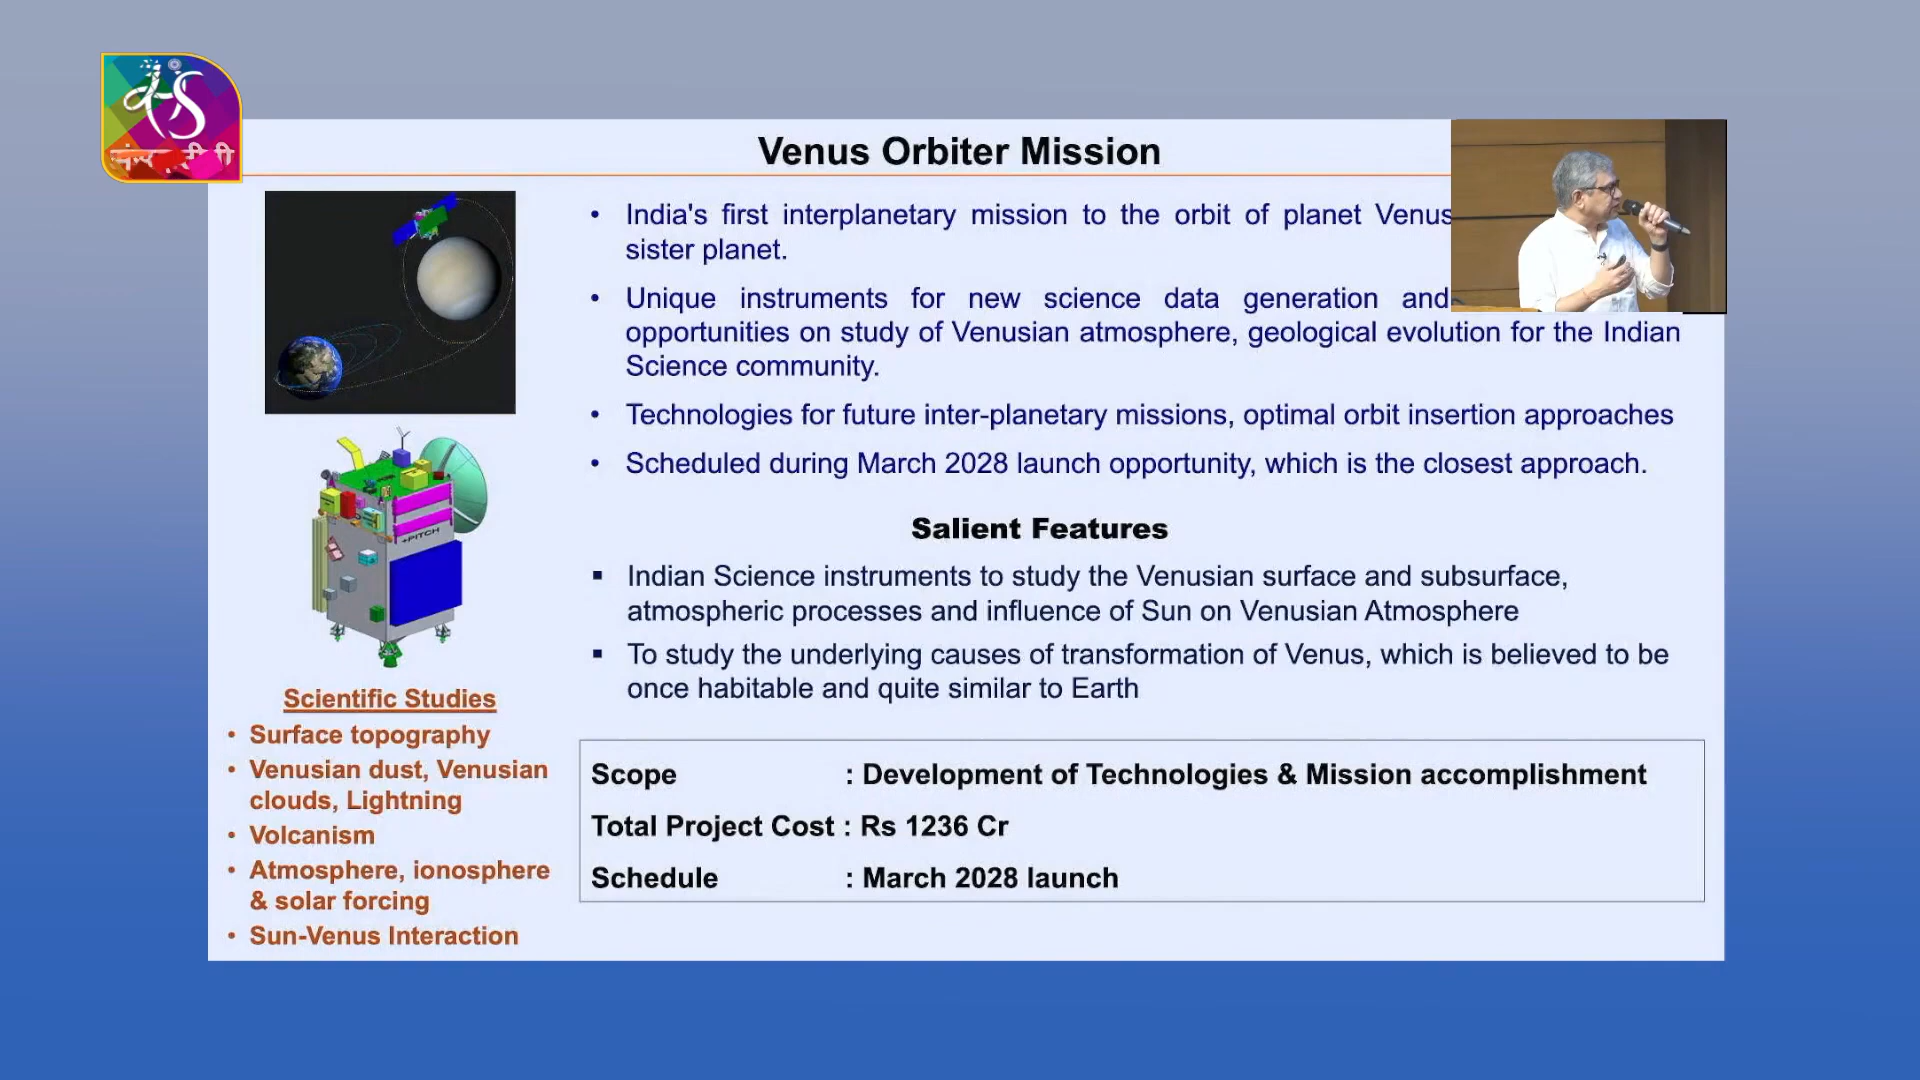 संसद टीवी
Venus Orbiter Mission
• India's first interplanetary mission to the orbit of planet Venus
sister planet.
• Unique instruments for new science data generation and
opportunities on study of Venusian atmosphere, geological evolution for the Indian
Science community.
• Technologies for future inter-planetary missions, optimal orbit insertion approaches
• Scheduled during March 2028 launch opportunity, which is the closest approach.
+PITCH
Salient Features
▪ Indian Science instruments to study the Venusian surface and subsurface,
atmospheric processes and influence of Sun on Venusian Atmosphere
▪ To study the underlying causes of transformation of Venus, which is believed to be
once habitable and quite similar to Earth
Scientific Studies
• Surface topography
• Venusian dust, Venusian
clouds, Lightning
• Volcanism
• Atmosphere, ionosphere
& solar forcing
• Sun-Venus Interaction
Scope : Development of Technologies & Mission accomplishment
Total Project Cost : Rs 1236 Cr
Schedule : March 2028 launch